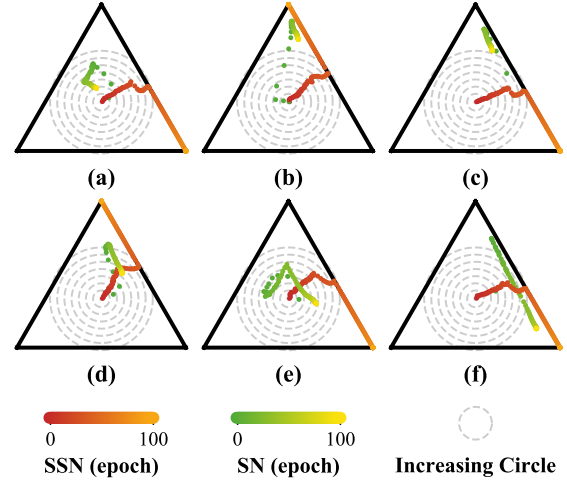 (a) (b) (c)
(d) (e) (f)
0 100 0 100
SSN (epoch) SN (epoch) Increasing Circle